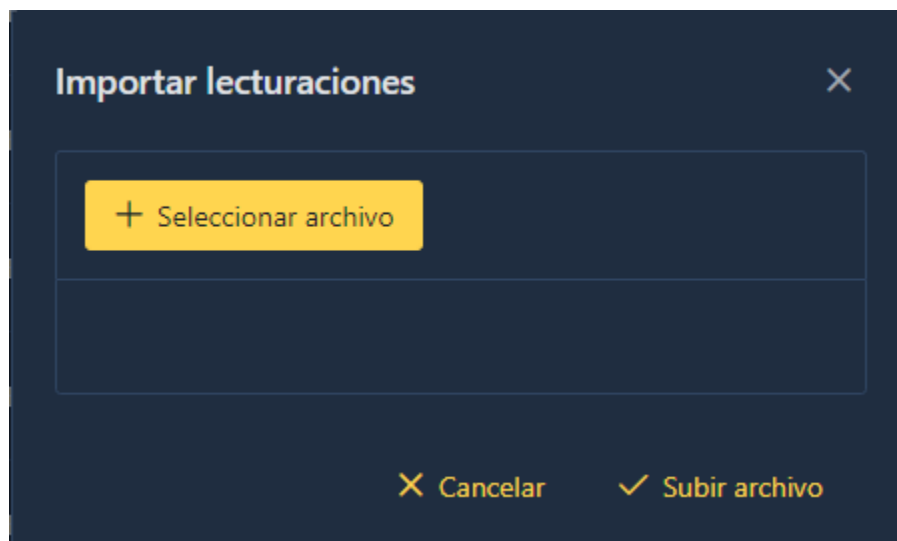 Importar lecturaciones
Seleccionar archivo
Cancelar
Subir archivo